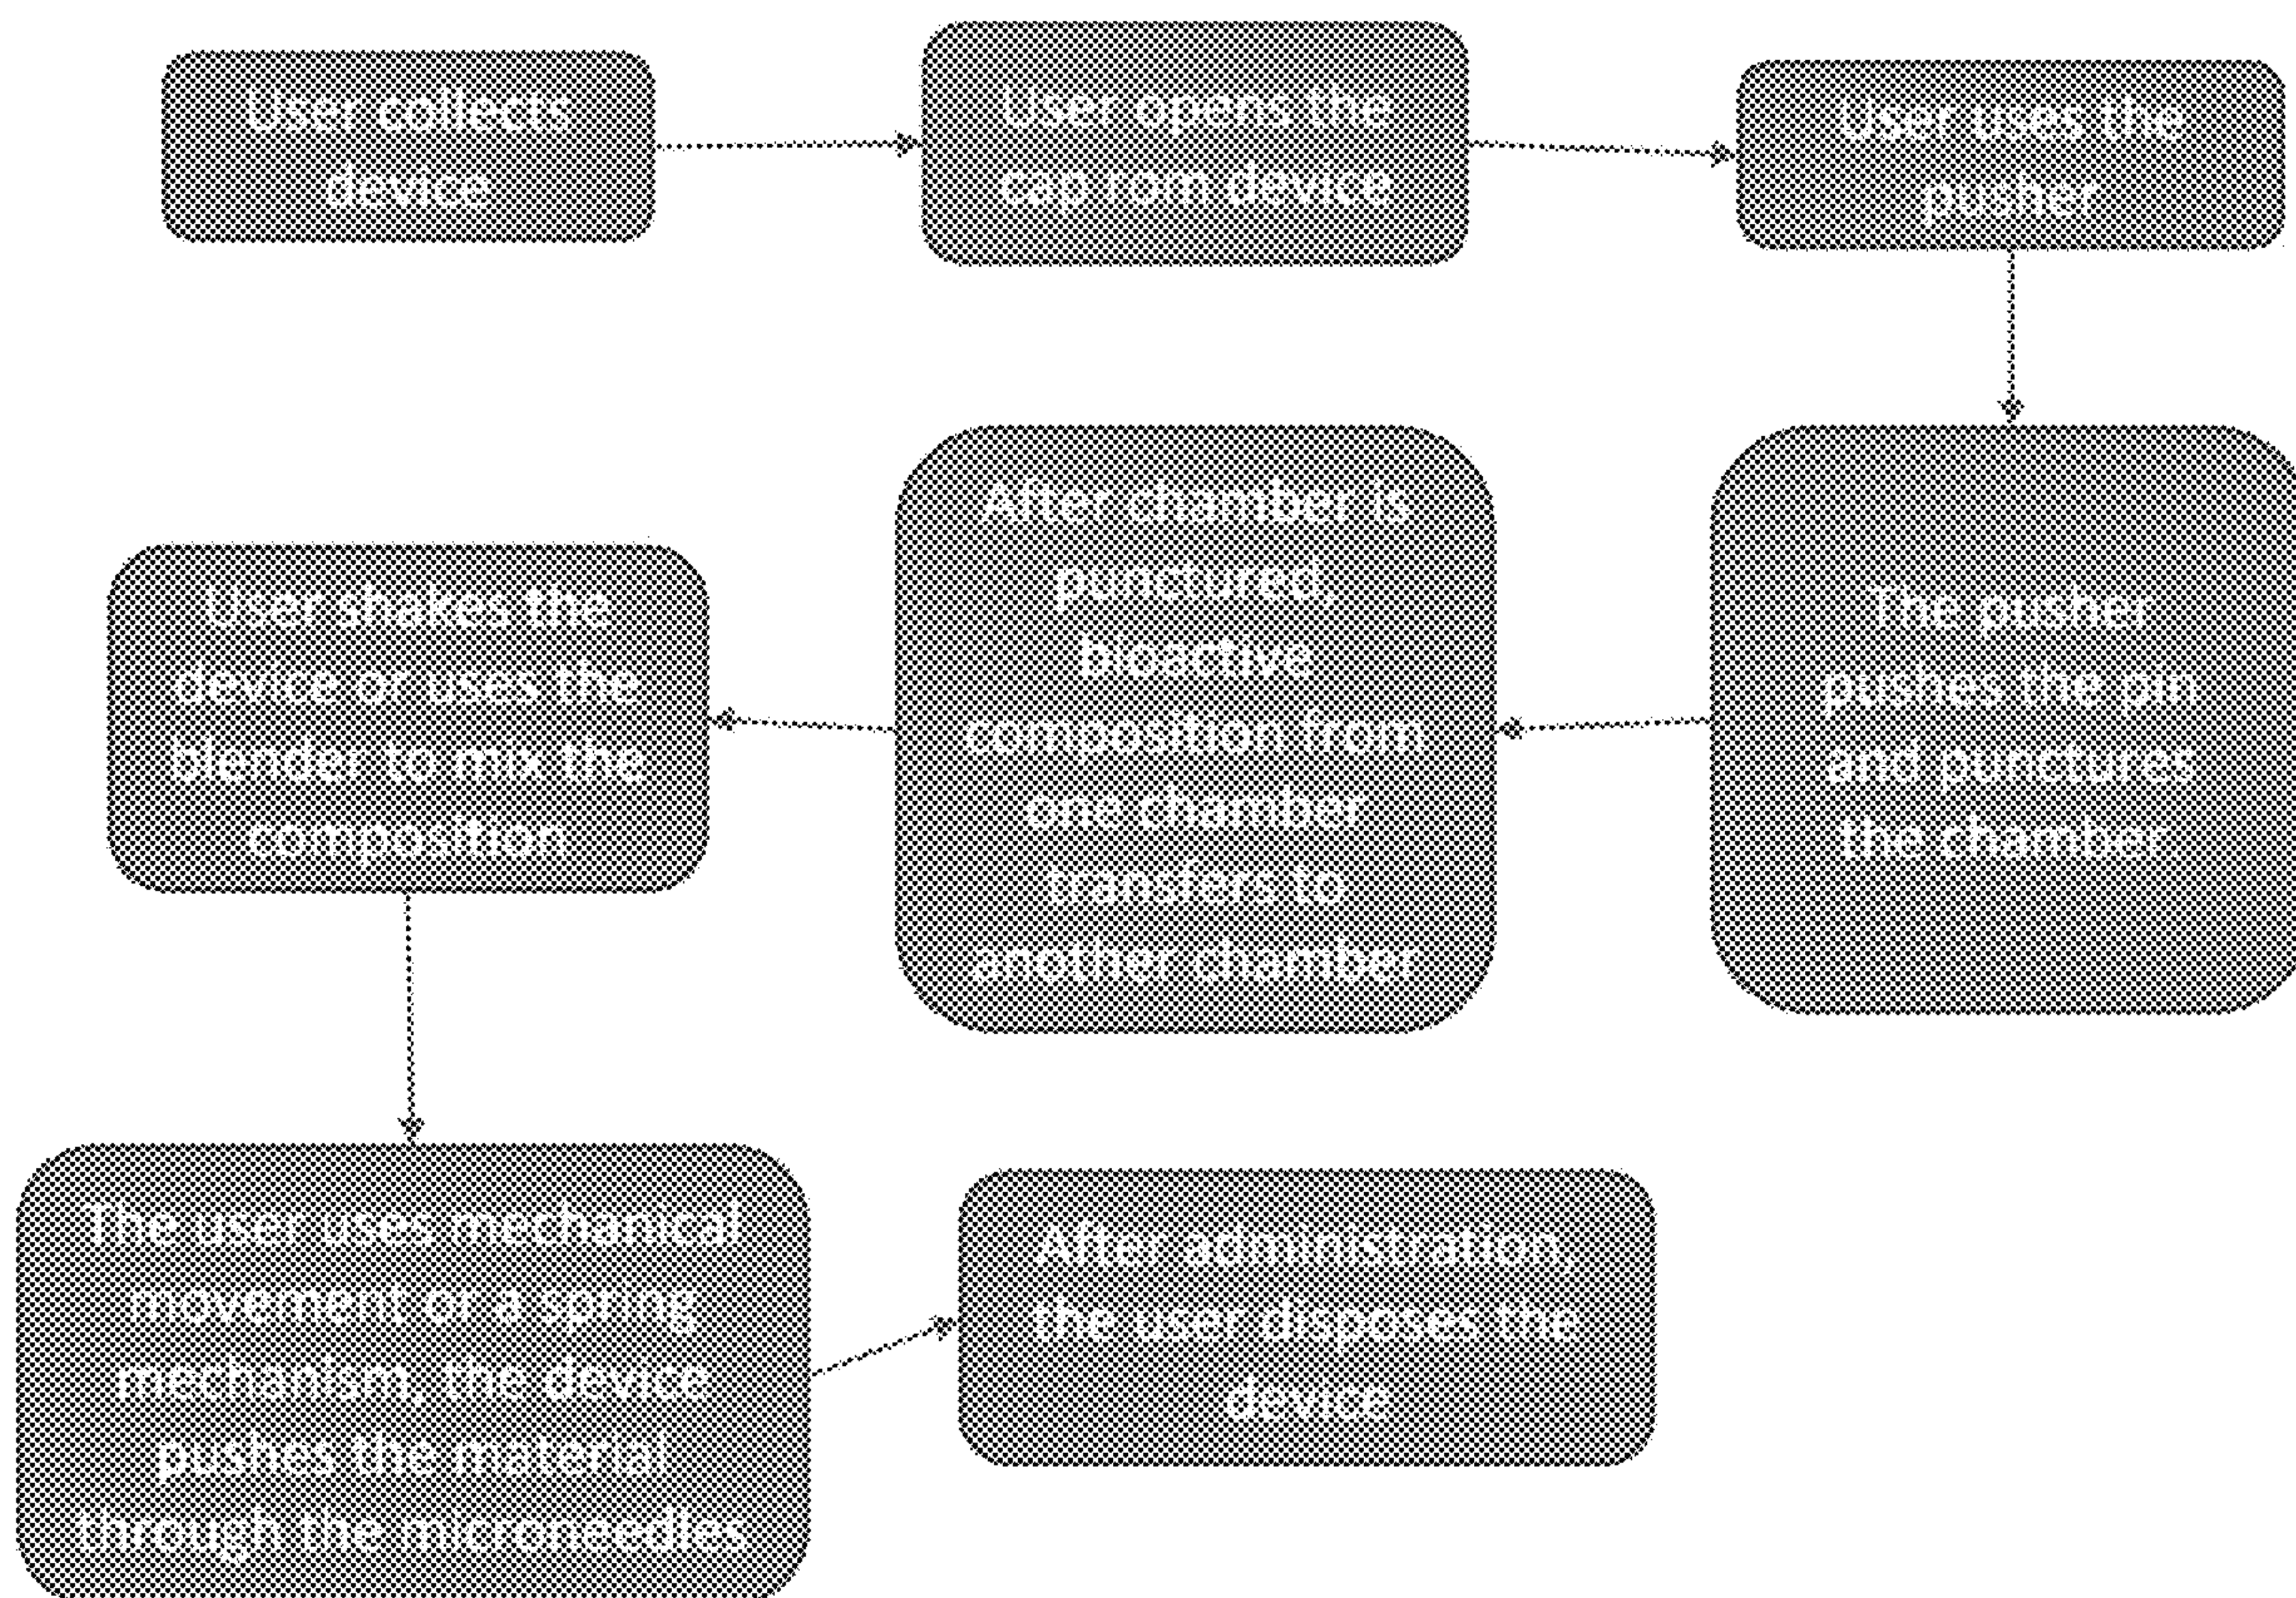 User collects
device
User opens the
cap rom device
User uses the
pusher
The pusher
pushes the pin
and punctures
the chamber.
After chamber is
punctured,
bioactive
composition from
one chamber
transfers to
another chamber
User shakes the
device or uses the
blender to mix the
composition
The user uses mechanical
movement or a spring
mechanism, the device
pushes the material
through the microneedles
After administration,
the user disposes the
device